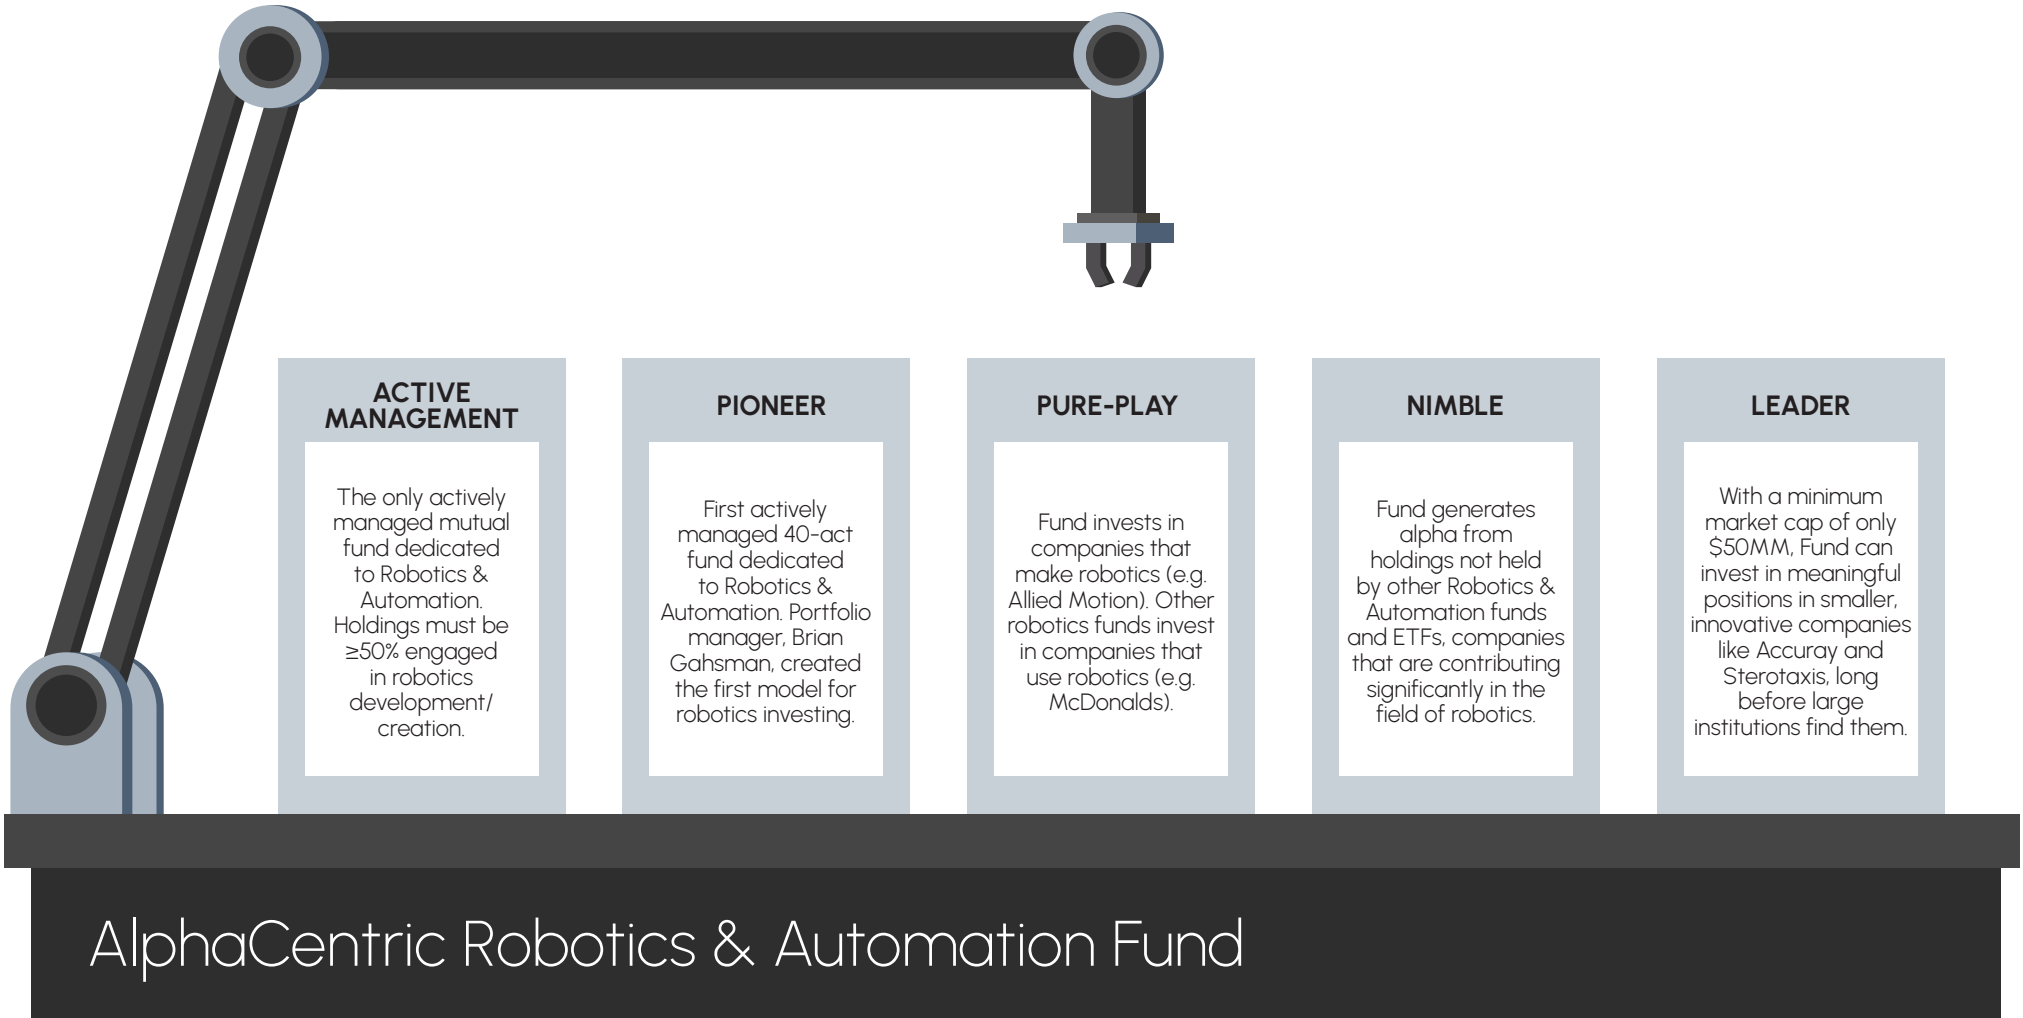 ACTIVE
MANAGEMENT
The only actively
managed mutual
fund dedicated
to Robotics &
Automation.
Holdings must be
≥50% engaged
in robotics
development/
creation.
PIONEER
First actively
managed 40-act
fund dedicated
to Robotics &
Automation. Portfolio
manager, Brian
Gahsman, created
the first model for
robotics investing.
PURE-PLAY
Fund invests in
companies that
make robotics (e.g.
Allied Motion). Other
robotics funds invest
in companies that
use robotics (e.g.
McDonalds).
NIMBLE
Fund generates
alpha from
holdings not held
by other Robotics &
Automation funds
and ETFs, companies
that are contributing
significantly in the
field of robotics.
LEADER
With a minimum
market cap of only
$50MM, Fund can
invest in meaningful
positions in smaller,
innovative companies
like Accuray and
Sterotaxis, long
before large
institutions find them.
AlphaCentric Robotics & Automation Fund